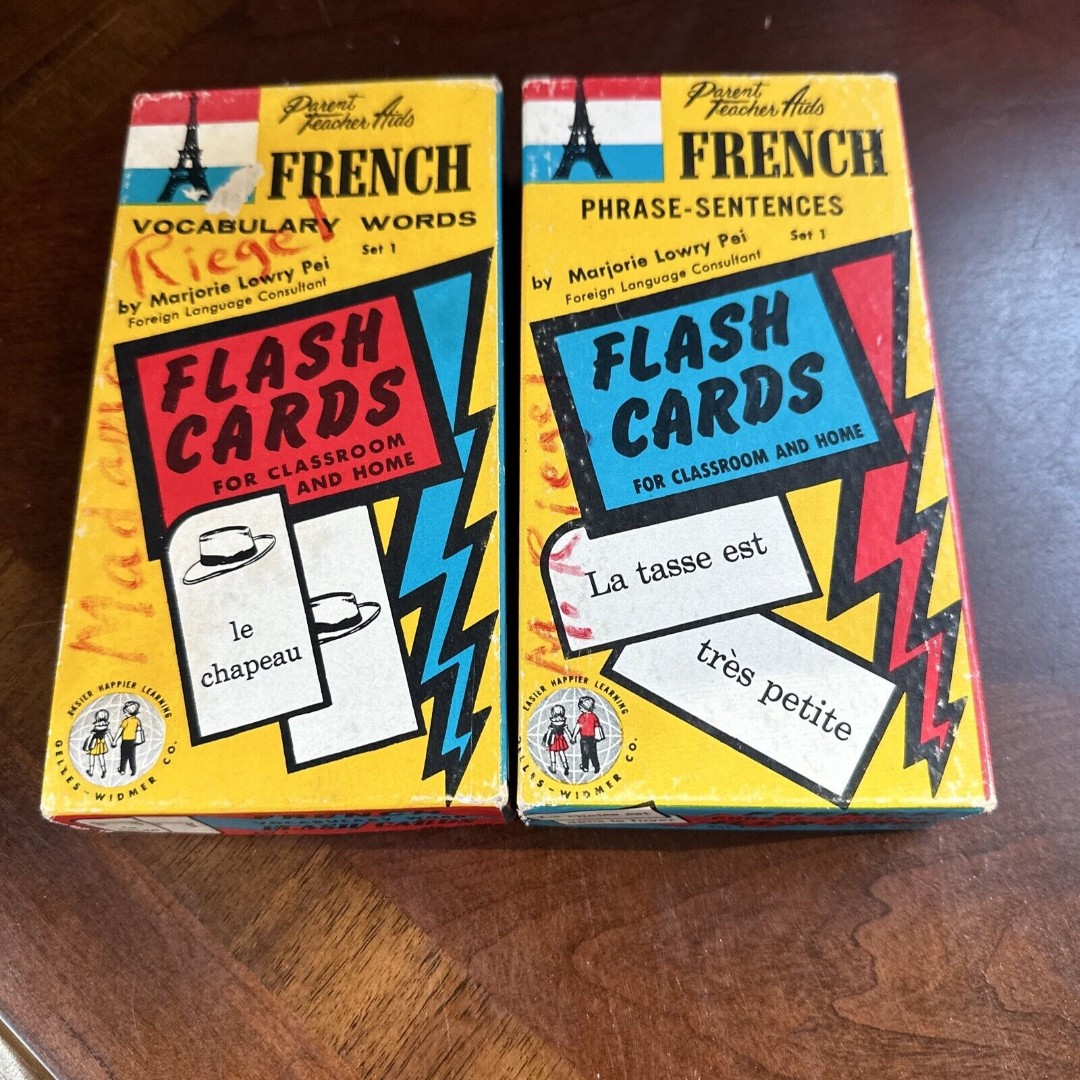 Parent
Teacher Aids
FRENCH
VOCABULARY WORDS
Set 1
Riegel
by Marjorie Lowry Pei
Foreign Language Consultant
FLASH
CARDS
FOR CLASSROOM
AND HOME
le
chapeau
EASIER HAPPIER LEARNING
GELLES-WIDMER CO.
Parent
Teacher Aids
FRENCH
PHRASE-SENTENCES
Set 1
by Marjorie Lowry Pei
Foreign Language Consultant
FLASH
CARDS
FOR CLASSROOM AND HOME
La tasse est
très petite
EASIER HAPPIER LEARNING
GELLES-WIDMER CO.